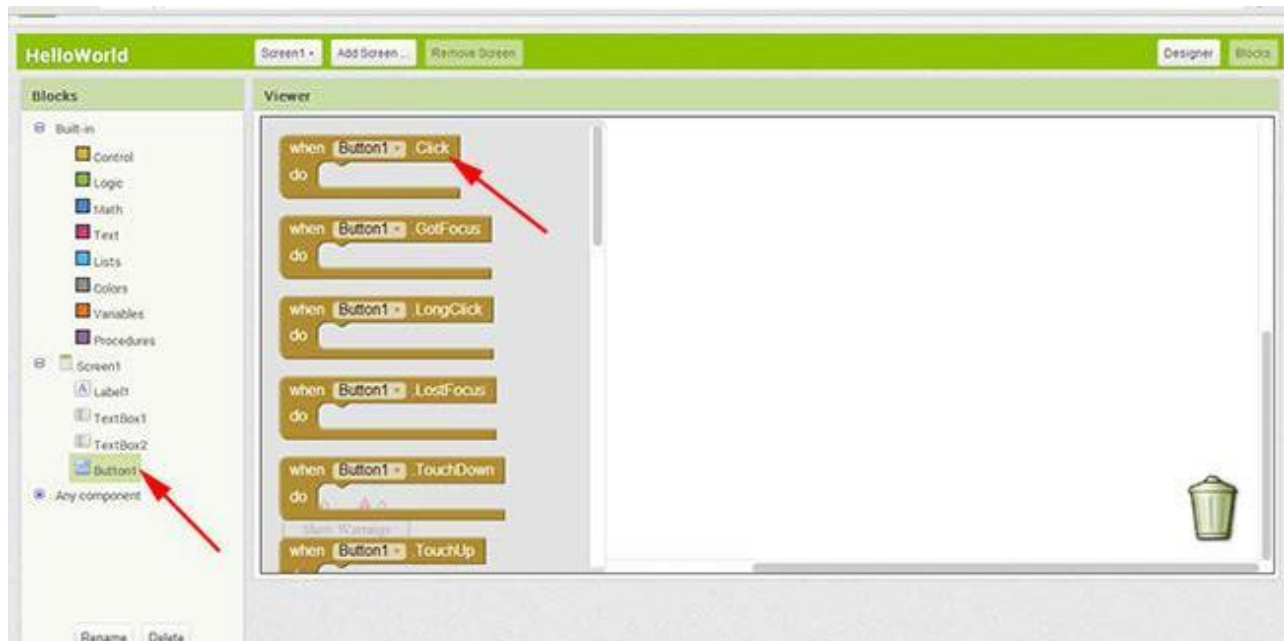 HelloWorld
Screen1
Add Screen ...
Remove Screen
Designer
Blocks
Blocks
Viewer
Built-in
Control
Logic
Math
Text
Lists
Colors
Variables
Procedures
Screen1
Label1
TextBox1
TextBox2
Button1
Any component
Rename Delete
when Button1 .Click
do
when Button1 .GotFocus
do
when Button1 .LongClick
do
when Button1 .LostFocus
do
when Button1 .TouchDown
do
Show Warnings
when Button1 .TouchUp